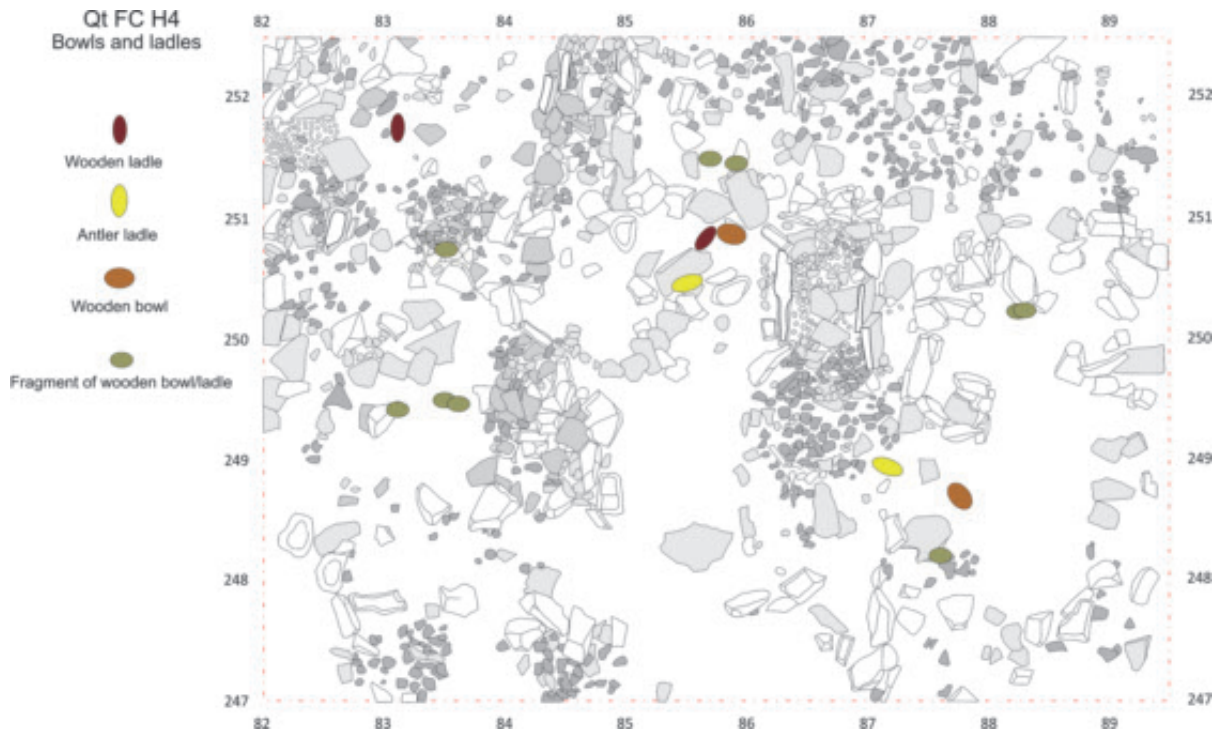 Qt FC H4
Bowls and ladles
Wooden ladle
Antler ladle
Wooden bowl
Fragment of wooden bowl/ladle
82 83 84 85 86 87 88 89
252 252
251 251
250 250
249 249
248 248
247 247
82 83 84 85 86 87 88 89